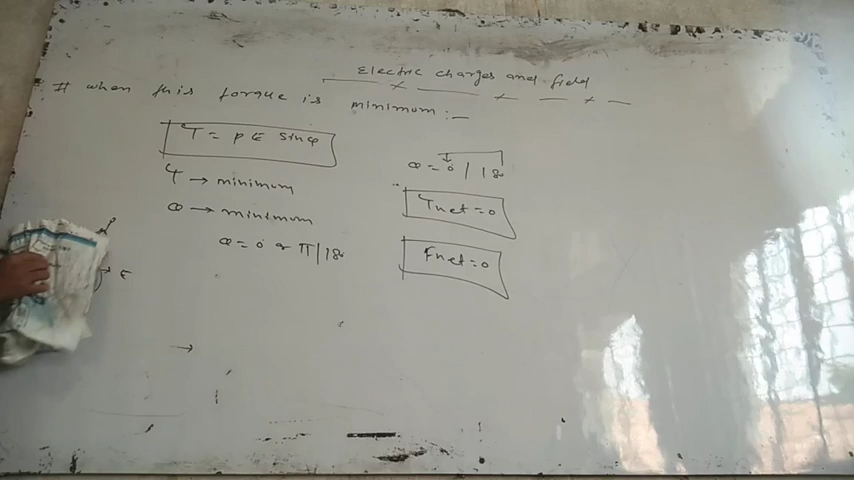 Electric charges and field
# when this torque is minimum :-
τ = p E sinφ
τ → minimum
φ → minimum
φ = 0 or π/180
φ = 0 / 180
τnet = 0
Fnet = 0
P
E
→